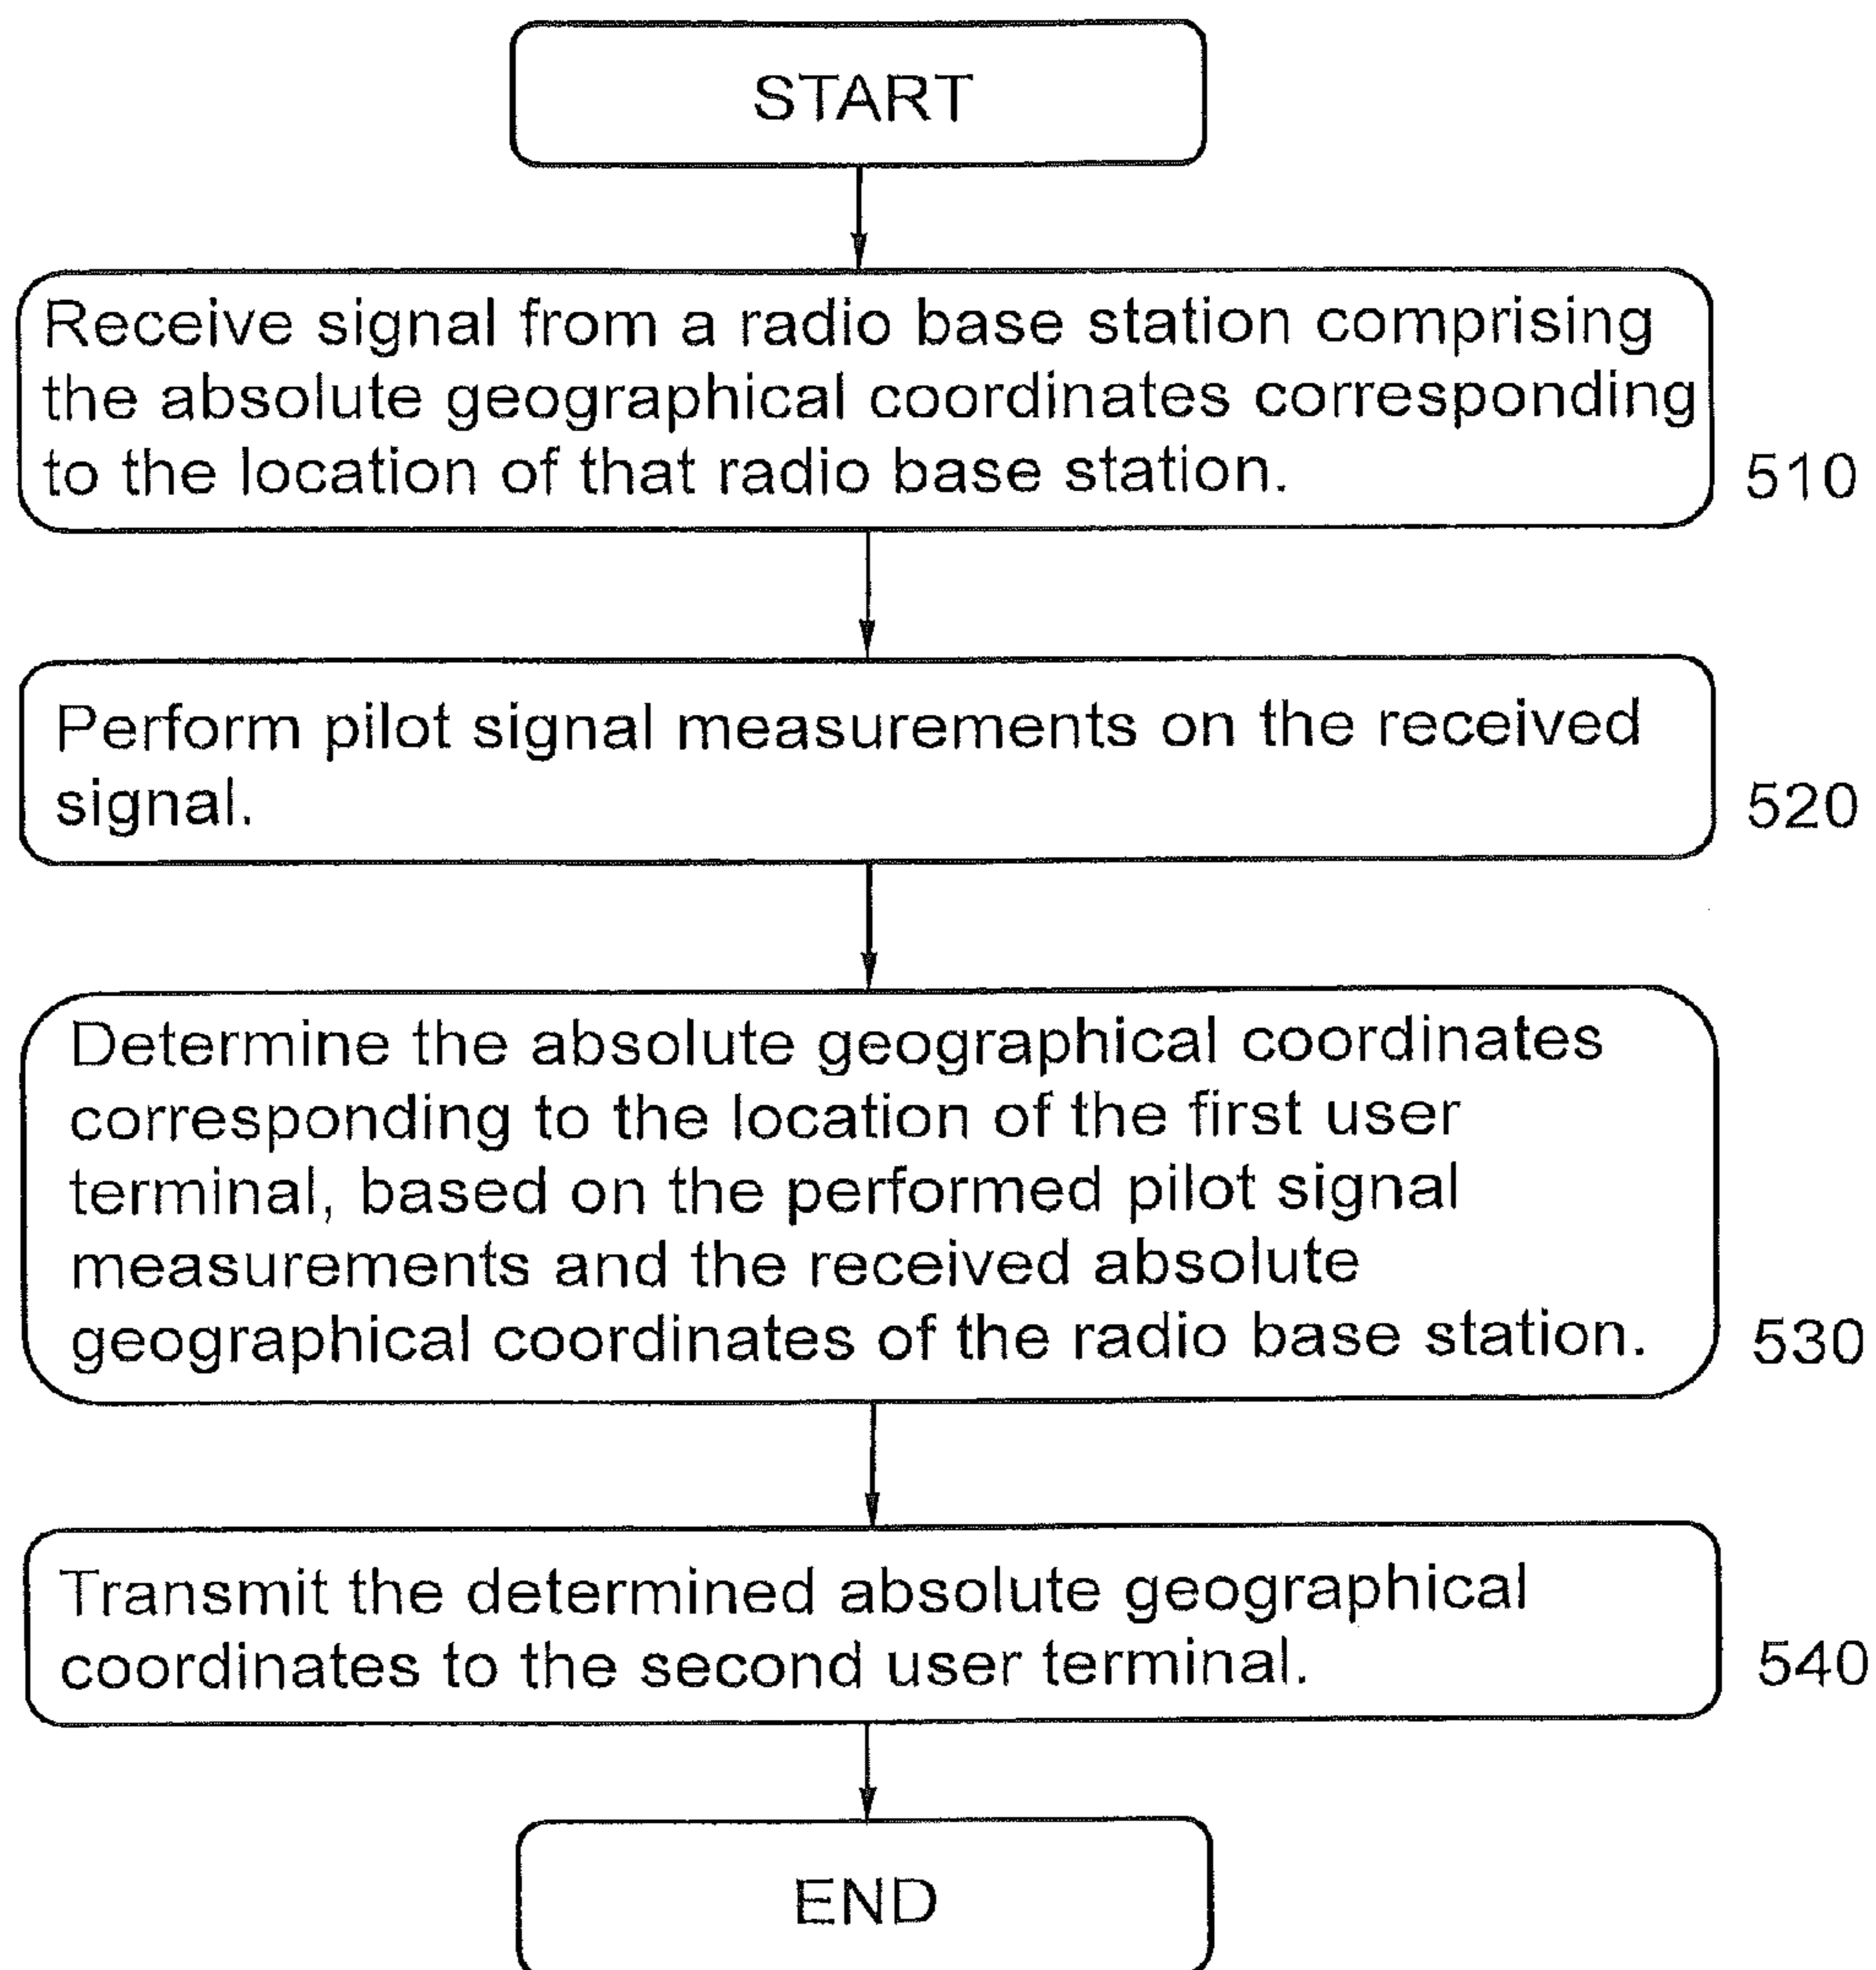 START
Receive signal from a radio base station comprising
the absolute geographical coordinates corresponding
to the location of that radio base station.
510
Perform pilot signal measurements on the received
signal.
520
Determine the absolute geographical coordinates
corresponding to the location of the first user
terminal, based on the performed pilot signal
measurements and the received absolute
geographical coordinates of the radio base station.
530
Transmit the determined absolute geographical
coordinates to the second user terminal.
540
END